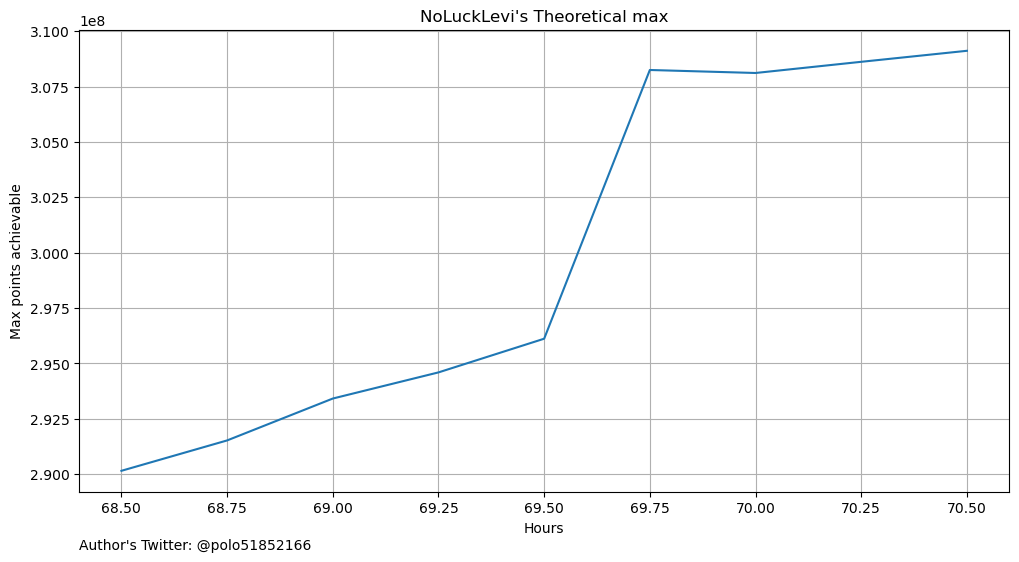 NoLuckLevi's Theoretical max
1e8
3.100
3.075
3.050
3.025
3.000
2.975
2.950
2.925
2.900
Max points achievable
68.50 68.75 69.00 69.25 69.50 69.75 70.00 70.25 70.50
Hours
Author's Twitter: @polo51852166